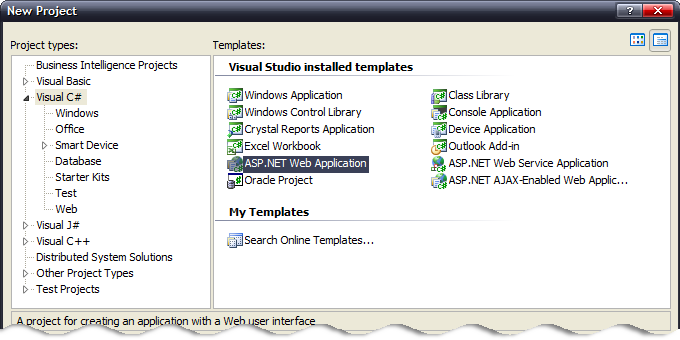 New Project
Project types:
Templates:
Business Intelligence Projects
Visual Basic
Visual C#
Windows
Office
Smart Device
Database
Starter Kits
Test
Web
Visual J#
Visual C++
Distributed System Solutions
Other Project Types
Test Projects
Visual Studio installed templates
Windows Application
Class Library
Windows Control Library
Console Application
Crystal Reports Application
Device Application
Excel Workbook
Outlook Add-in
ASP.NET Web Application
ASP.NET Web Service Application
Oracle Project
ASP.NET AJAX-Enabled Web Applic...
My Templates
Search Online Templates...
A project for creating an application with a Web user interface